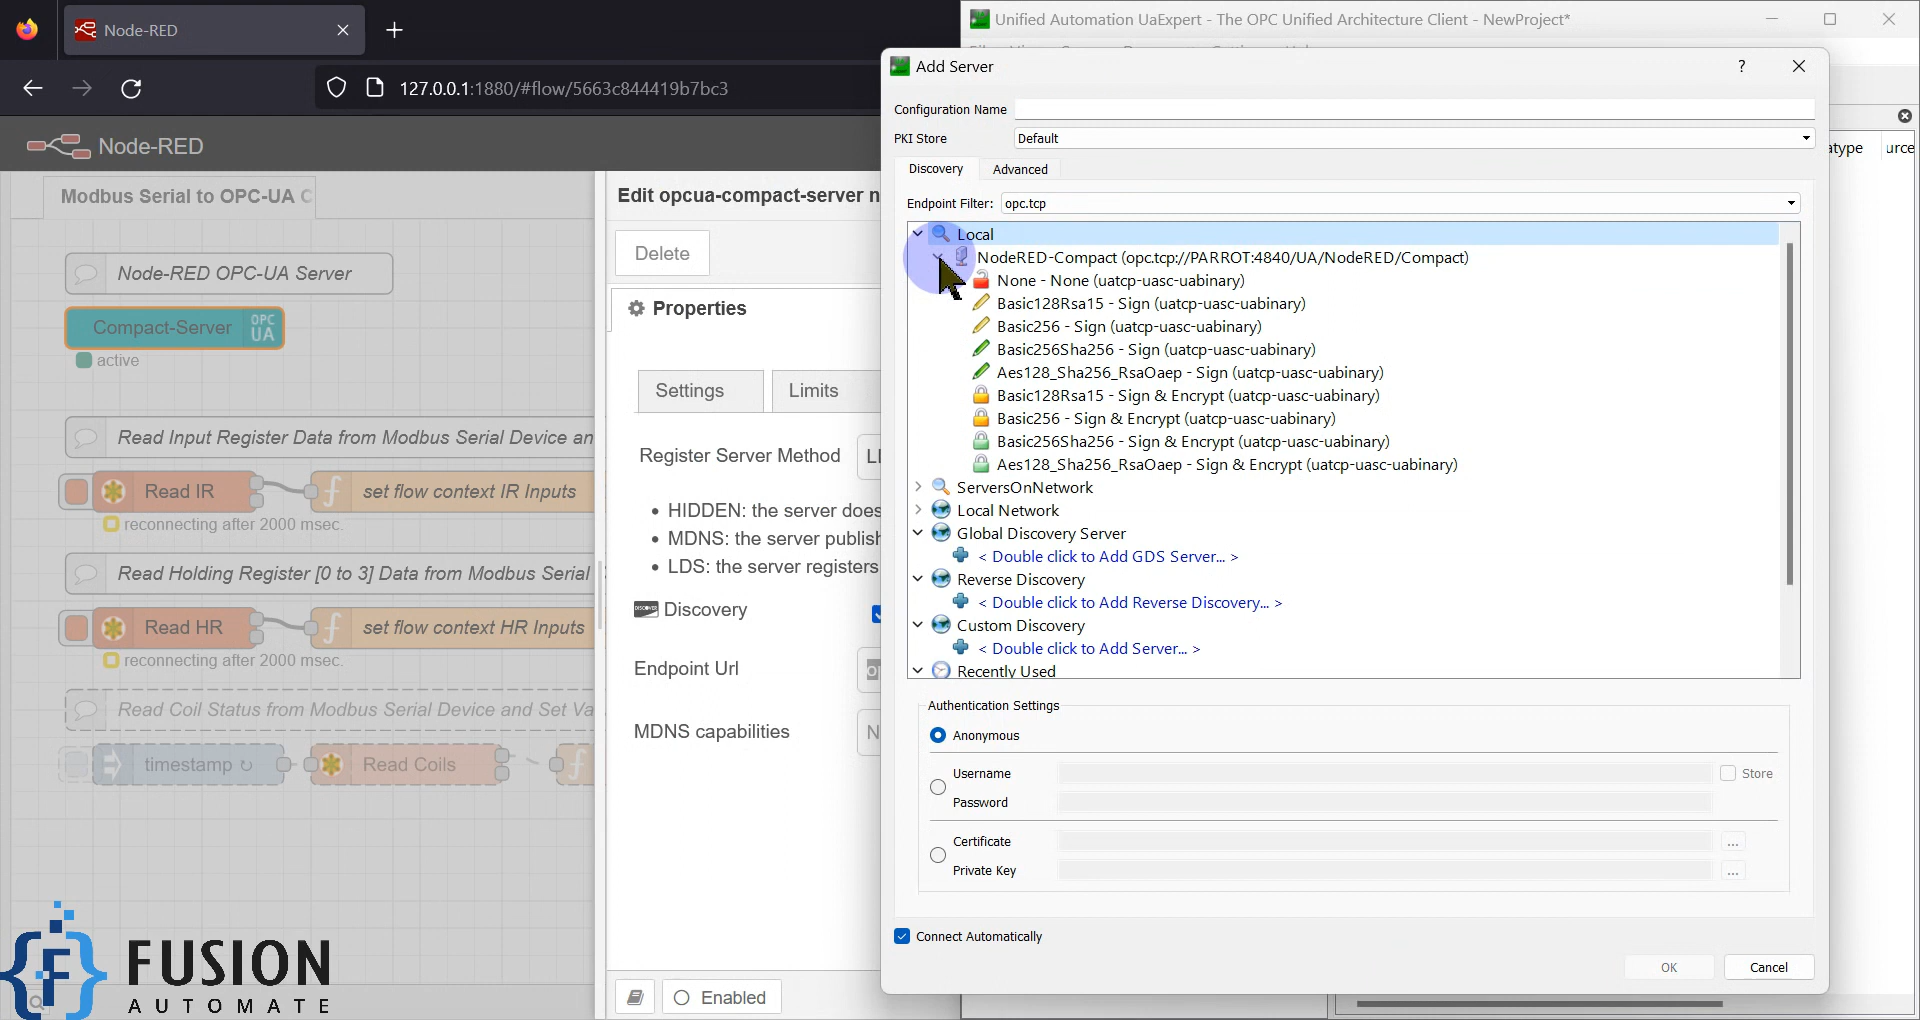 Node-RED
127.0.0.1:1880/#flow/5663c844419b7bc3
Node-RED
Modbus Serial to OPC-UA C
Node-RED OPC-UA Server
Compact-Server OPC UA
active
Read Input Register Data from Modbus Serial Device an
Read IR
set flow context IR Inputs
reconnecting after 2000 msec.
Read Holding Register [0 to 3] Data from Modbus Serial
Read HR
set flow context HR Inputs
reconnecting after 2000 msec.
Read Coil Status from Modbus Serial Device and Set Va
timestamp ↻
Read Coils
FUSION
AUTOMATE
Edit opcua-compact-server n
Delete
Properties
Settings
Limits
Register Server Method
HIDDEN: the server does
MDNS: the server publish
LDS: the server registers
DISCOVER Discovery
Endpoint Url
MDNS capabilities
Enabled
Unified Automation UaExpert - The OPC Unified Architecture Client - NewProject*
Add Server
Configuration Name
PKI Store Default
Discovery Advanced
Endpoint Filter: opc.tcp
Local
NodeRED-Compact (opc.tcp://PARROT:4840/UA/NodeRED/Compact)
None - None (uatcp-uasc-uabinary)
Basic128Rsa15 - Sign (uatcp-uasc-uabinary)
Basic256 - Sign (uatcp-uasc-uabinary)
Basic256Sha256 - Sign (uatcp-uasc-uabinary)
Aes128_Sha256_RsaOaep - Sign (uatcp-uasc-uabinary)
Basic128Rsa15 - Sign & Encrypt (uatcp-uasc-uabinary)
Basic256 - Sign & Encrypt (uatcp-uasc-uabinary)
Basic256Sha256 - Sign & Encrypt (uatcp-uasc-uabinary)
Aes128_Sha256_RsaOaep - Sign & Encrypt (uatcp-uasc-uabinary)
ServersOnNetwork
Local Network
Global Discovery Server
< Double click to Add GDS Server... >
Reverse Discovery
< Double click to Add Reverse Discovery... >
Custom Discovery
< Double click to Add Server... >
Recently Used
Authentication Settings
Anonymous
Username
Store
Password
Certificate
...
Private Key
...
Connect Automatically
OK Cancel
atype urce